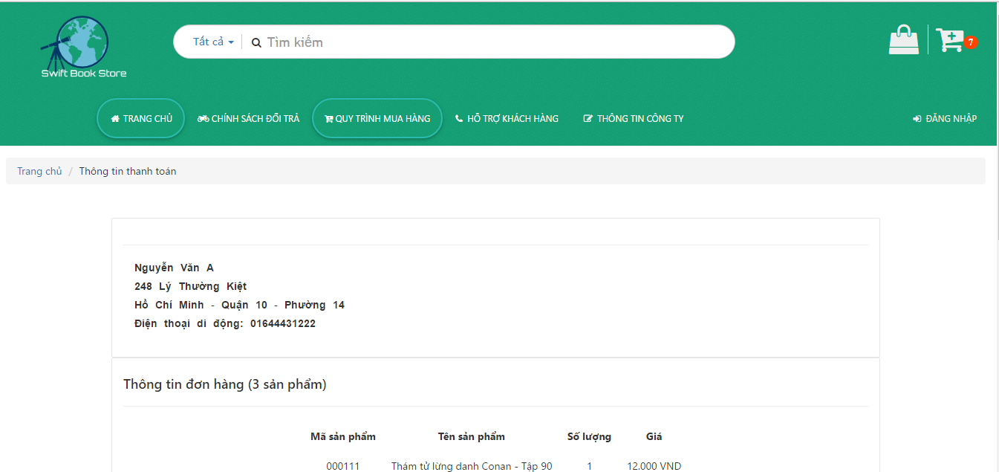 Swift Book Store
Tất cả Tìm kiếm
7
TRANG CHỦ CHÍNH SÁCH ĐỔI TRẢ QUY TRÌNH MUA HÀNG HỖ TRỢ KHÁCH HÀNG THÔNG TIN CÔNG TY ĐĂNG NHẬP
Trang chủ / Thông tin thanh toán
Nguyễn Văn A
248 Lý Thường Kiệt
Hồ Chí Minh - Quận 10 - Phường 14
Điện thoại di động: 01644431222
Thông tin đơn hàng (3 sản phẩm)
Mã sản phẩm Tên sản phẩm Số lượng Giá
000111 Thám tử lừng danh Conan - Tập 90 1 12.000 VND